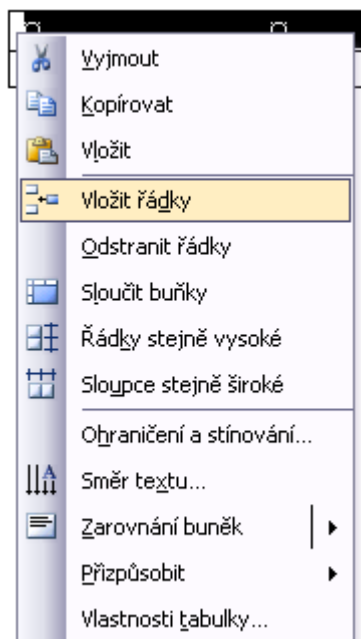 Vyjmout
Kopírovat
Vložit
Vložit řádky
Odstranit řádky
Sloučit buňky
Řádky stejně vysoké
Sloupce stejně široké
Ohraničení a stínování...
Směr textu...
Zarovnání buněk
Přizpůsobit
Vlastnosti tabulky...